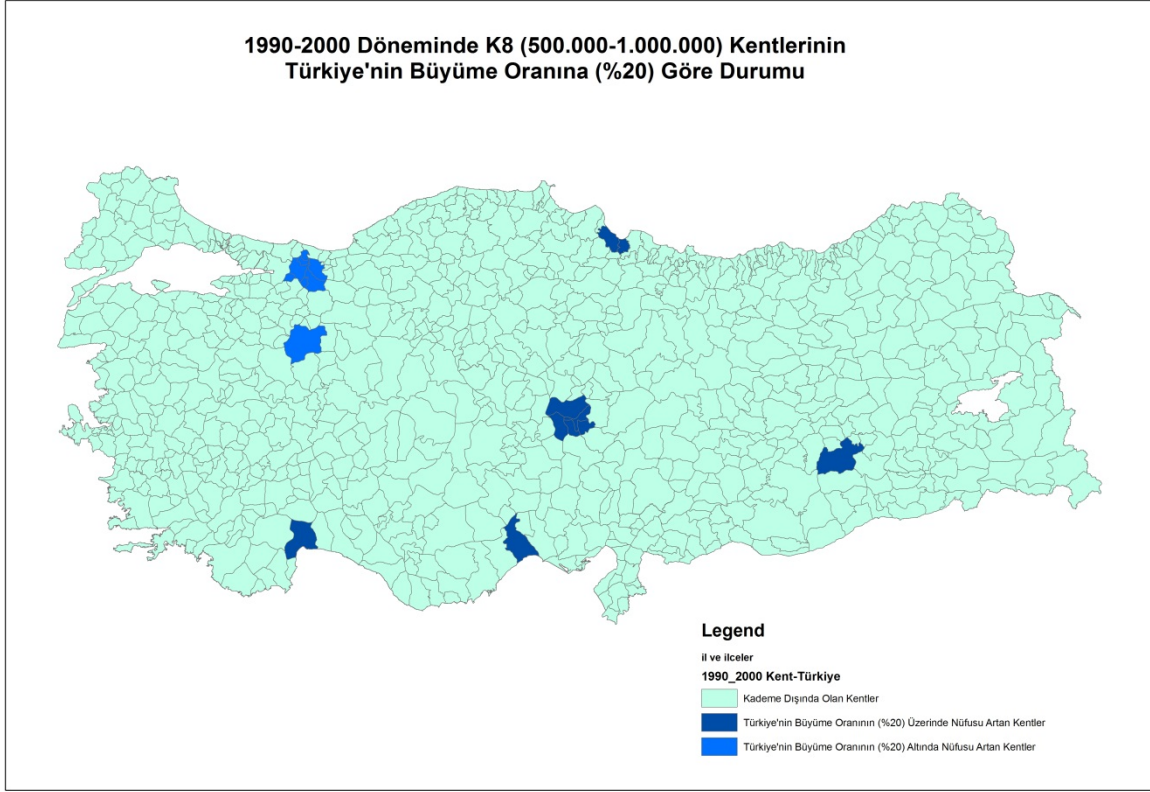 1990-2000 Döneminde K8 (500.000-1.000.000) Kentlerinin
Türkiye'nin Büyüme Oranına (%20) Göre Durumu
Legend
il ve ilceler
1990_2000 Kent-Türkiye
Kademe Dışında Olan Kentler
Türkiye'nin Büyüme Oranının (%20) Üzerinde Nüfusu Artan Kentler
Türkiye'nin Büyüme Oranının (%20) Altında Nüfusu Artan Kentler